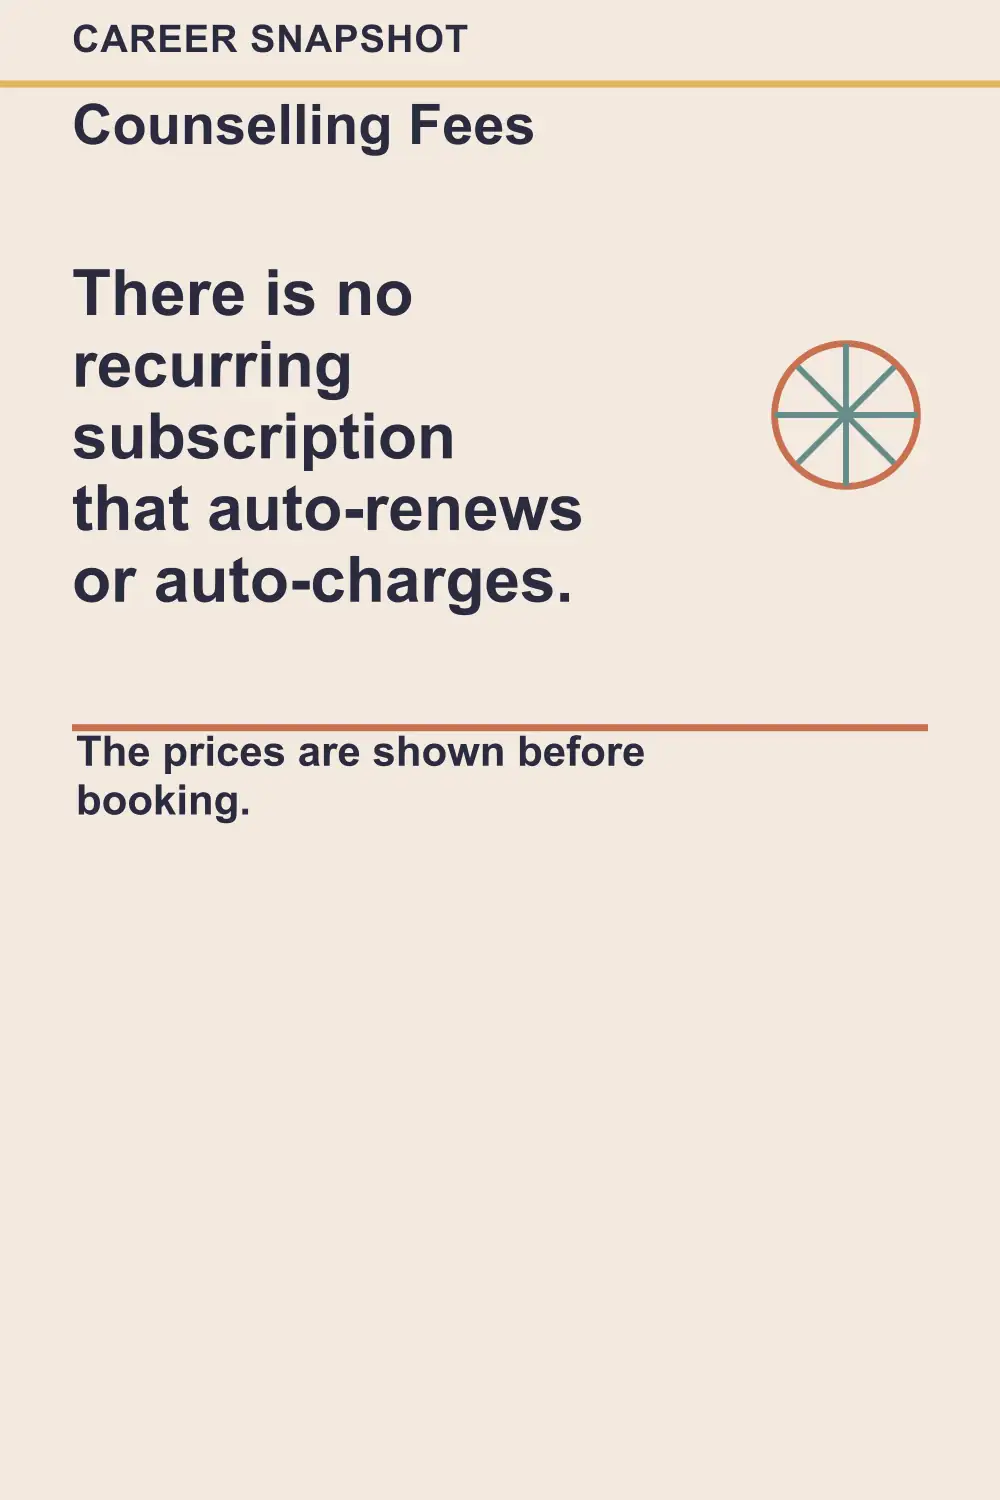 CAREER SNAPSHOT
Counselling Fees
There is no
recurring
subscription
that auto-renews
or auto-charges.
The prices are shown before
booking.